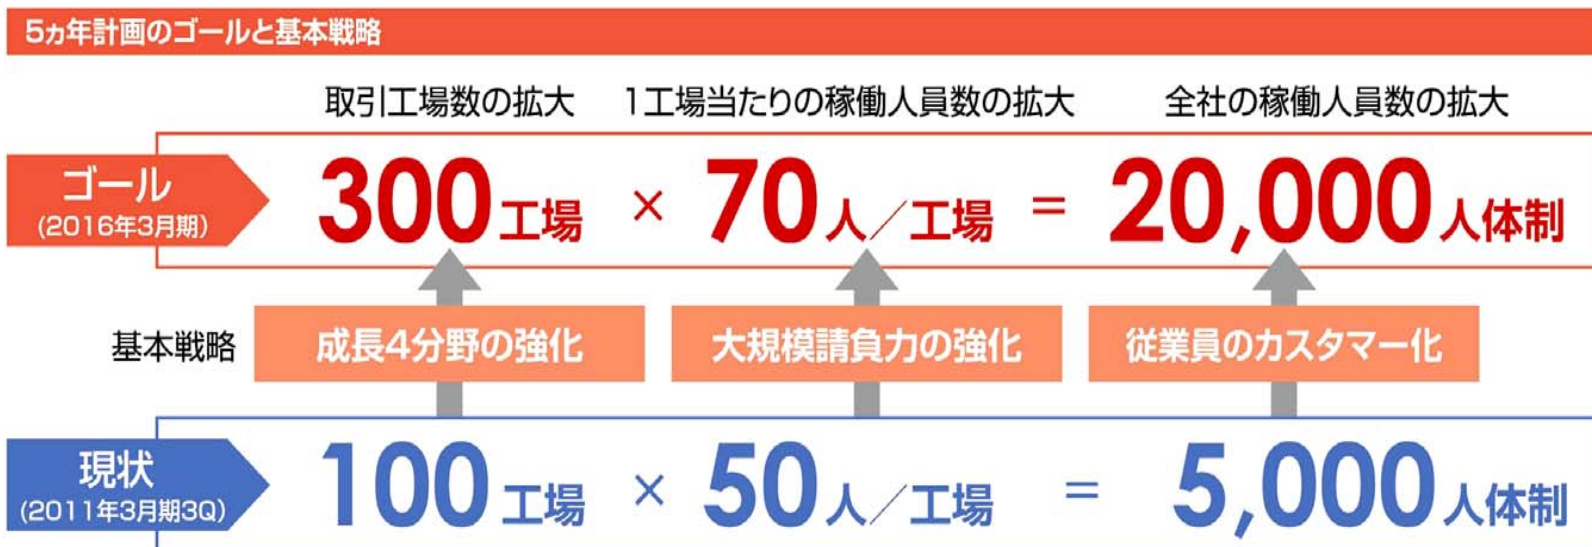 5ヵ年計画のゴールと基本戦略
取引工場数の拡大 1工場当たりの稼働人員数の拡大 全社の稼働人員数の拡大
ゴール
(2016年3月期)
300工場 × 70人／工場 = 20,000人体制
基本戦略 成長4分野の強化 大規模請負力の強化 従業員のカスタマー化
現状
(2011年3月期3Q)
100工場 × 50人／工場 = 5,000人体制